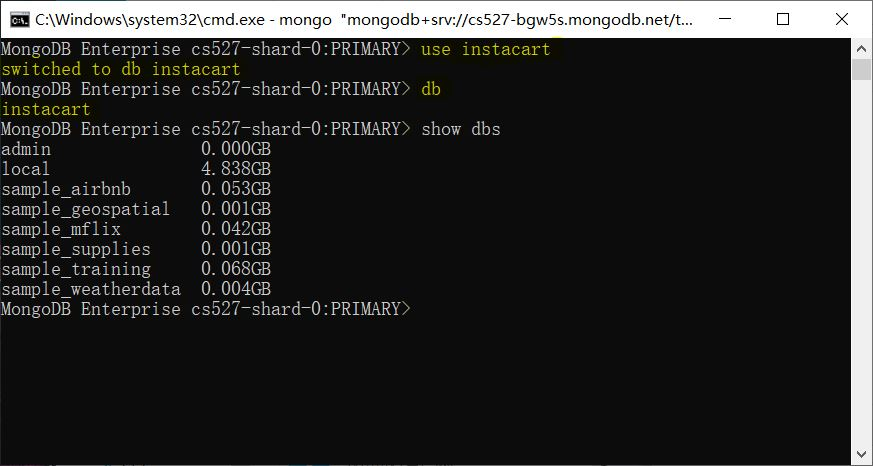 C:\Windows\system32\cmd.exe - mongo  "mongodb+srv://cs527-bgw5s.mongodb.net/t...
MongoDB Enterprise cs527-shard-0:PRIMARY> use instacart
switched to db instacart
MongoDB Enterprise cs527-shard-0:PRIMARY> db
instacart
MongoDB Enterprise cs527-shard-0:PRIMARY> show dbs
admin               0.000GB
local               4.838GB
sample_airbnb       0.053GB
sample_geospatial   0.001GB
sample_mflix        0.042GB
sample_supplies     0.001GB
sample_training     0.068GB
sample_weatherdata  0.004GB
MongoDB Enterprise cs527-shard-0:PRIMARY>